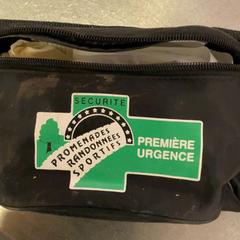 SECURITE
PROMENADES
RANDONNEES
SPORTIFS
PREMIÈRE
URGENCE